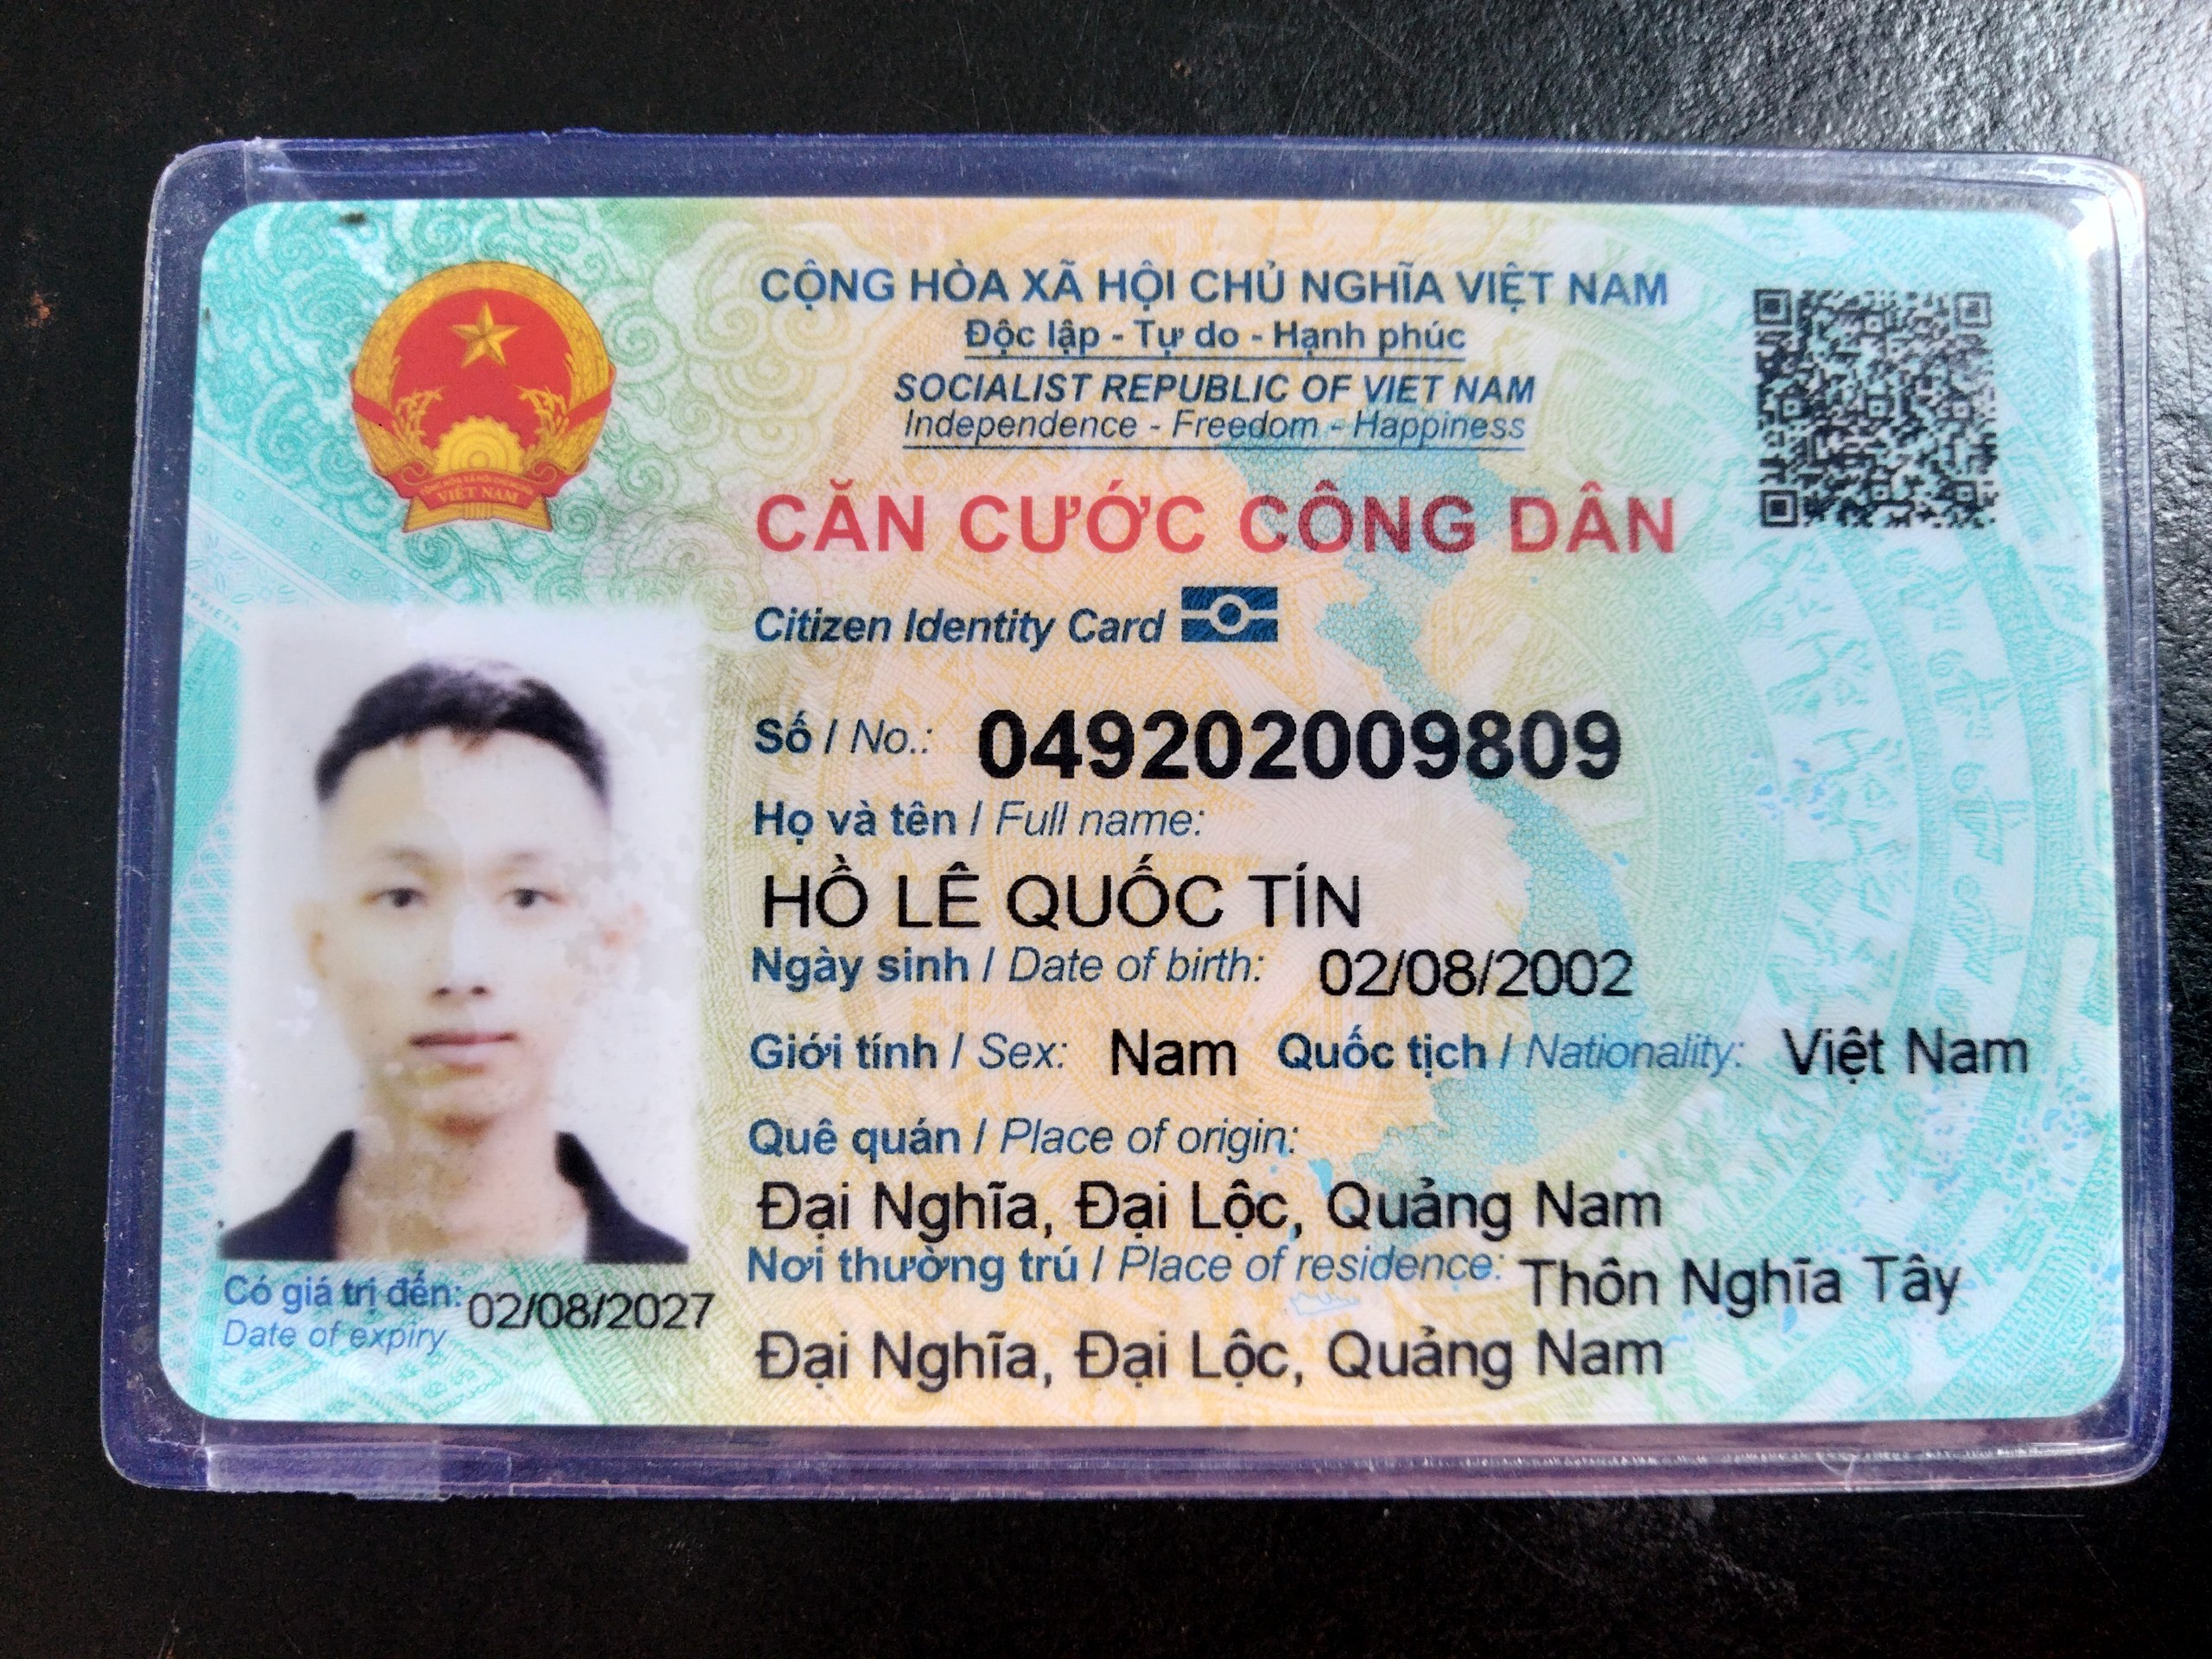 CỘNG HÒA XÃ HỘI CHỦ NGHĨA VIỆT NAM
Độc lập - Tự do - Hạnh phúc
SOCIALIST REPUBLIC OF VIET NAM
Independence - Freedom - Happiness
VIỆT NAM
CĂN CƯỚC CÔNG DÂN
Citizen Identity Card
Số / No.: 049202009809
Họ và tên / Full name:
HỒ LÊ QUỐC TÍN
Ngày sinh / Date of birth: 02/08/2002
Giới tính / Sex: Nam Quốc tịch / Nationality: Việt Nam
Quê quán / Place of origin:
Đại Nghĩa, Đại Lộc, Quảng Nam
Nơi thường trú / Place of residence: Thôn Nghĩa Tây
Đại Nghĩa, Đại Lộc, Quảng Nam
Có giá trị đến: 02/08/2027
Date of expiry